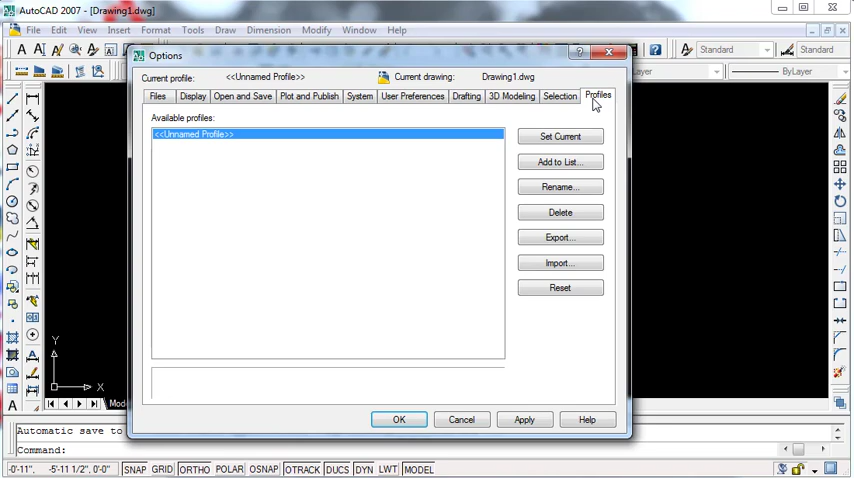 AutoCAD 2007 - [Drawing1.dwg]
File Edit View Insert Format Tools Draw Dimension Modify Window Help
Standard Standard
Options
Current profile: <<Unnamed Profile>> Current drawing: Drawing1.dwg
Layer ByLayer
Files Display Open and Save Plot and Publish System User Preferences Drafting 3D Modeling Selection Profiles
Available profiles:
<<Unnamed Profile>>
Set Current
Add to List...
Rename...
Delete
Export...
Import...
Reset
Y
X
Mod
OK Cancel Apply Help
Automatic save to
Command:
-0'-11", -5'-11 1/2", 0'-0" SNAP GRID ORTHO POLAR OSNAP OTRACK DUCS DYN LWT MODEL